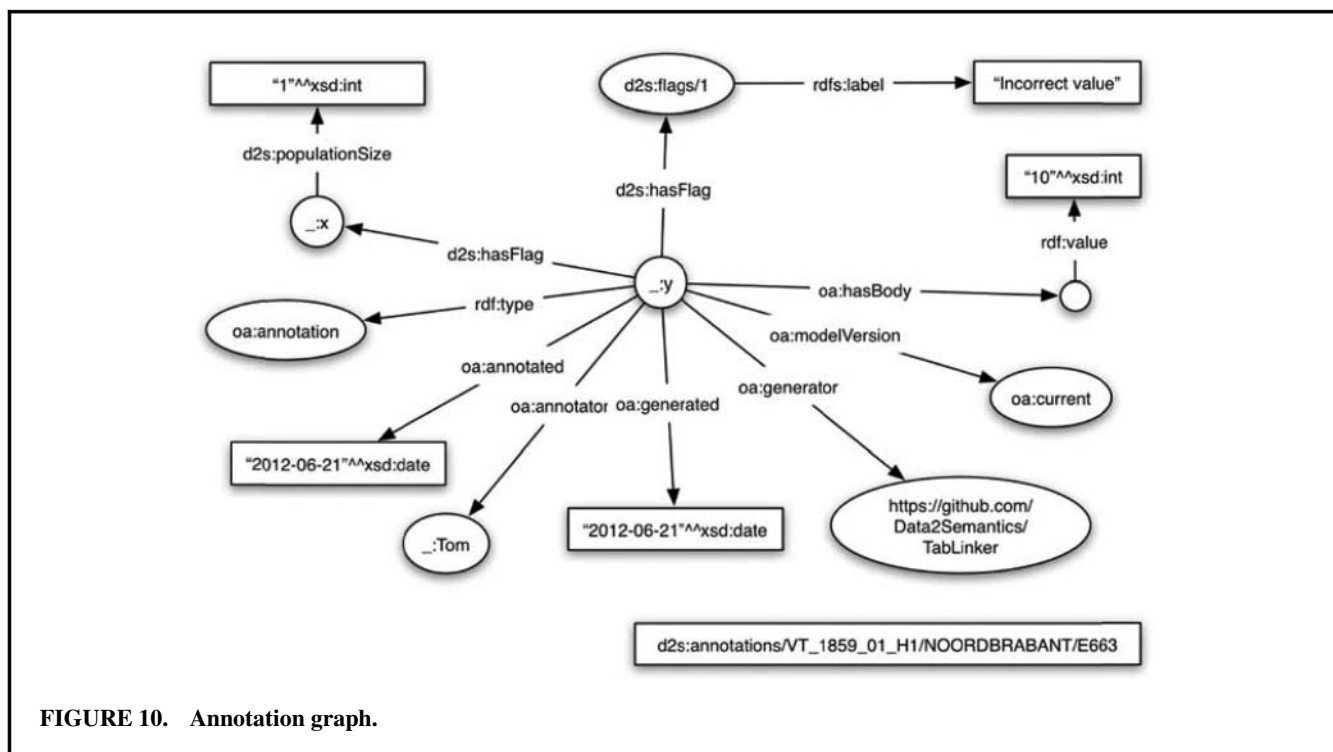 "1"^^xsd:int
d2s:flags/1
rdfs:label
"Incorrect value"
d2s:populationSize
"10"^^xsd:int
d2s:hasFlag
_:x
rdf:value
d2s:hasFlag
_:y
oa:hasBody
rdf:type
oa:annotation
oa:modelVersion
oa:annotated
oa:generator
oa:annotator
oa:generated
oa:current
"2012-06-21"^^xsd:date
https://github.com/
Data2Semantics/
TabLinker
"2012-06-21"^^xsd:date
_:Tom
d2s:annotations/VT_1859_01_H1/NOORDBRABANT/E663
FIGURE 10. Annotation graph.